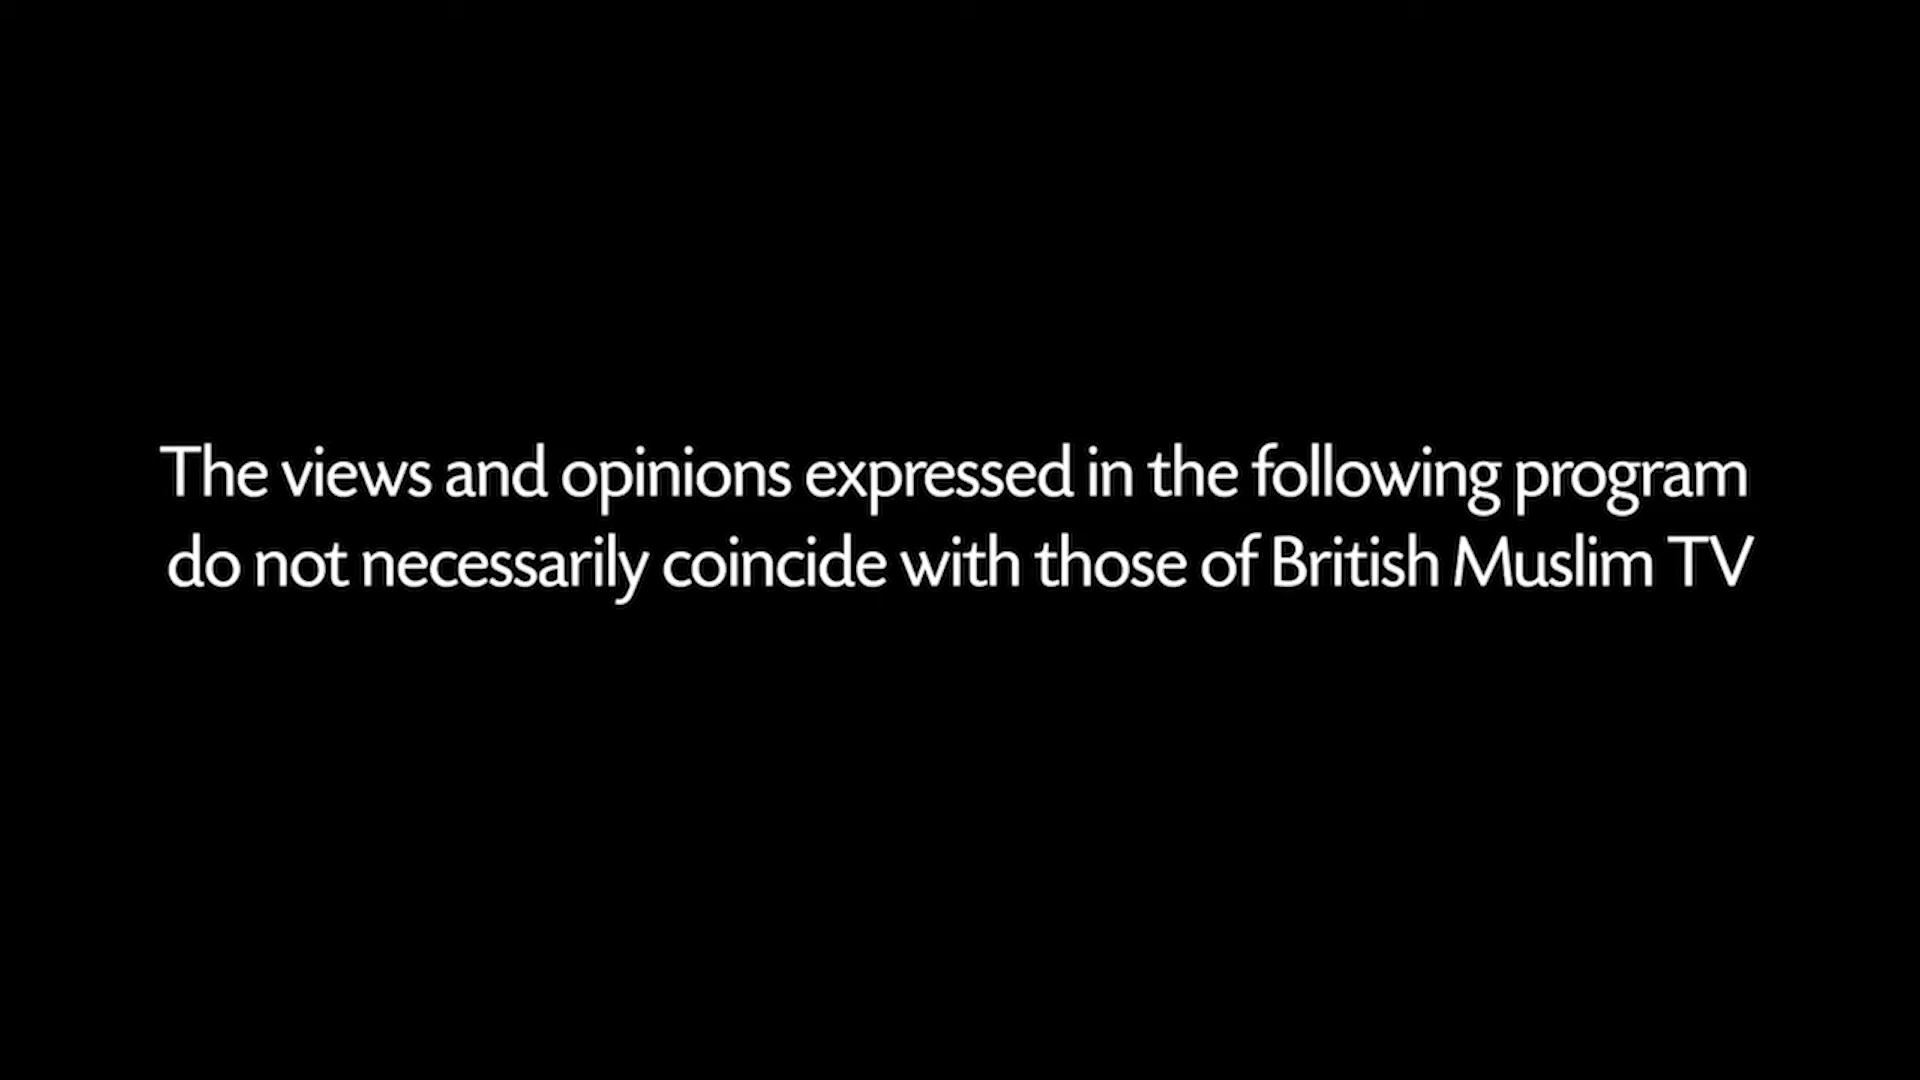 The views and opinions expressed in the following program
do not necessarily coincide with those of British Muslim TV